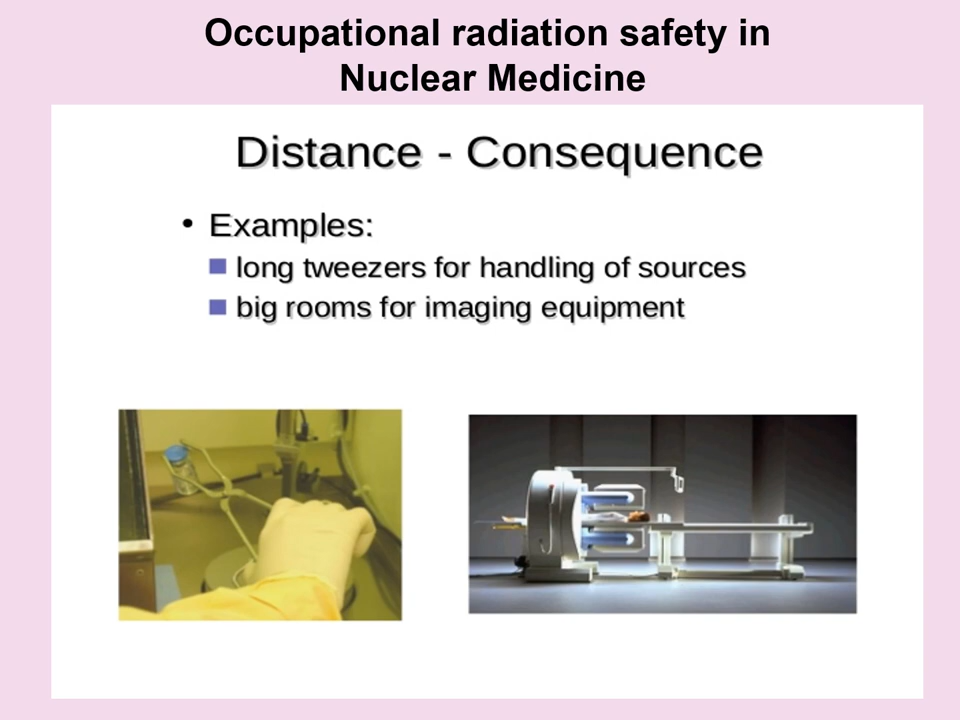 Occupational radiation safety in
Nuclear Medicine
Distance - Consequence
• Examples:
■ long tweezers for handling of sources
■ big rooms for imaging equipment